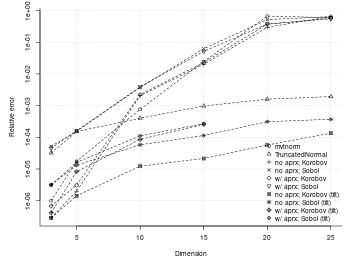 1e+00
1e-01
1e-02
1e-03
1e-04
1e-05
1e-06
Relative error
5
10
15
20
25
Dimension
mvtnorm
TruncatedNormal
no aprx; Korobov
no aprx; Sobol
w/ aprx; Korobov
w/ aprx; Sobol
no aprx; Korobov (tilt)
no aprx; Sobol (tilt)
w/ aprx; Korobov (tilt)
w/ aprx; Sobol (tilt)